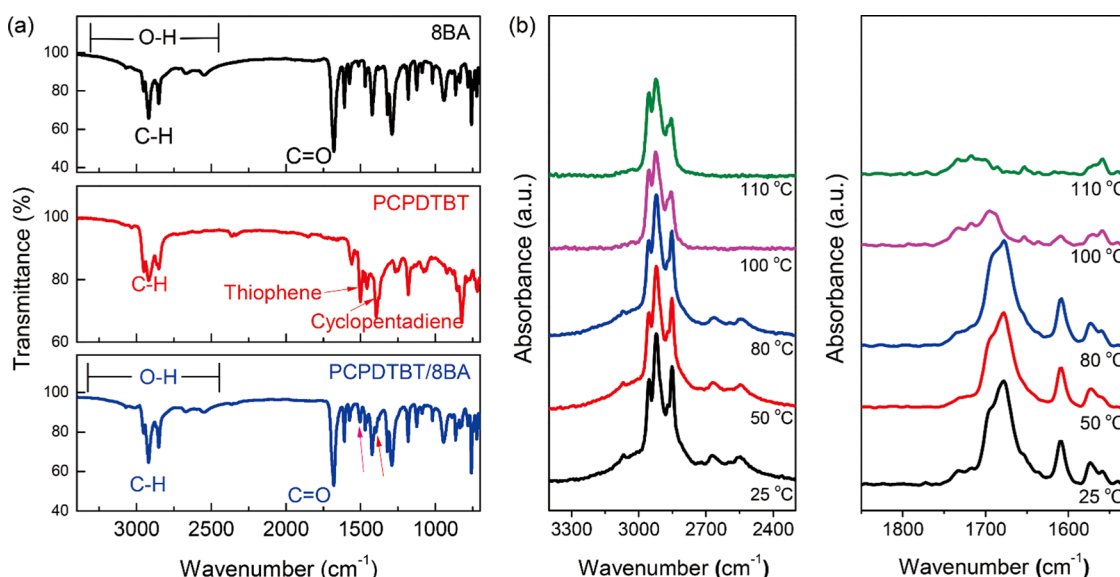 (a)
O-H
8BA
100
80
60
40
C-H
C=O
PCPDTBT
100
80
60
C-H
Thiophene
Cyclopentadiene
PCPDTBT/8BA
O-H
100
80
60
40
C-H
C=O
3000 2500 2000 1500 1000
Transmittance (%)
Wavenumber (cm⁻¹)
(b)
Absorbance (a.u.)
110 °C
100 °C
80 °C
50 °C
25 °C
3300 3000 2700 2400
Wavenumber (cm⁻¹)
Absorbance (a.u.)
110 °C
100 °C
80 °C
50 °C
25 °C
1800 1700 1600
Wavenumber (cm⁻¹)